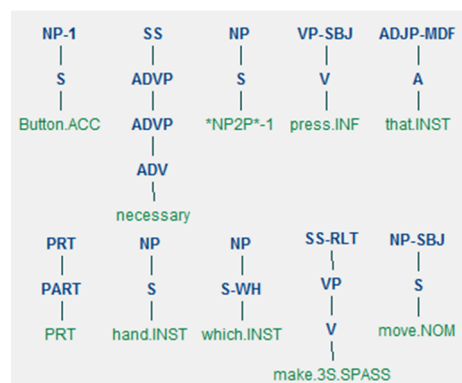 NP-1 SS NP VP-SBJ ADJP-MDF
S ADVP S V A
Button.ACC ADVP *NP2P*-1 press.INF that.INST
ADV
necessary
PRT NP NP SS-RLT NP-SBJ
PART S S-WH VP S
PRT hand.INST which.INST V move.NOM
make.3S.SPASS